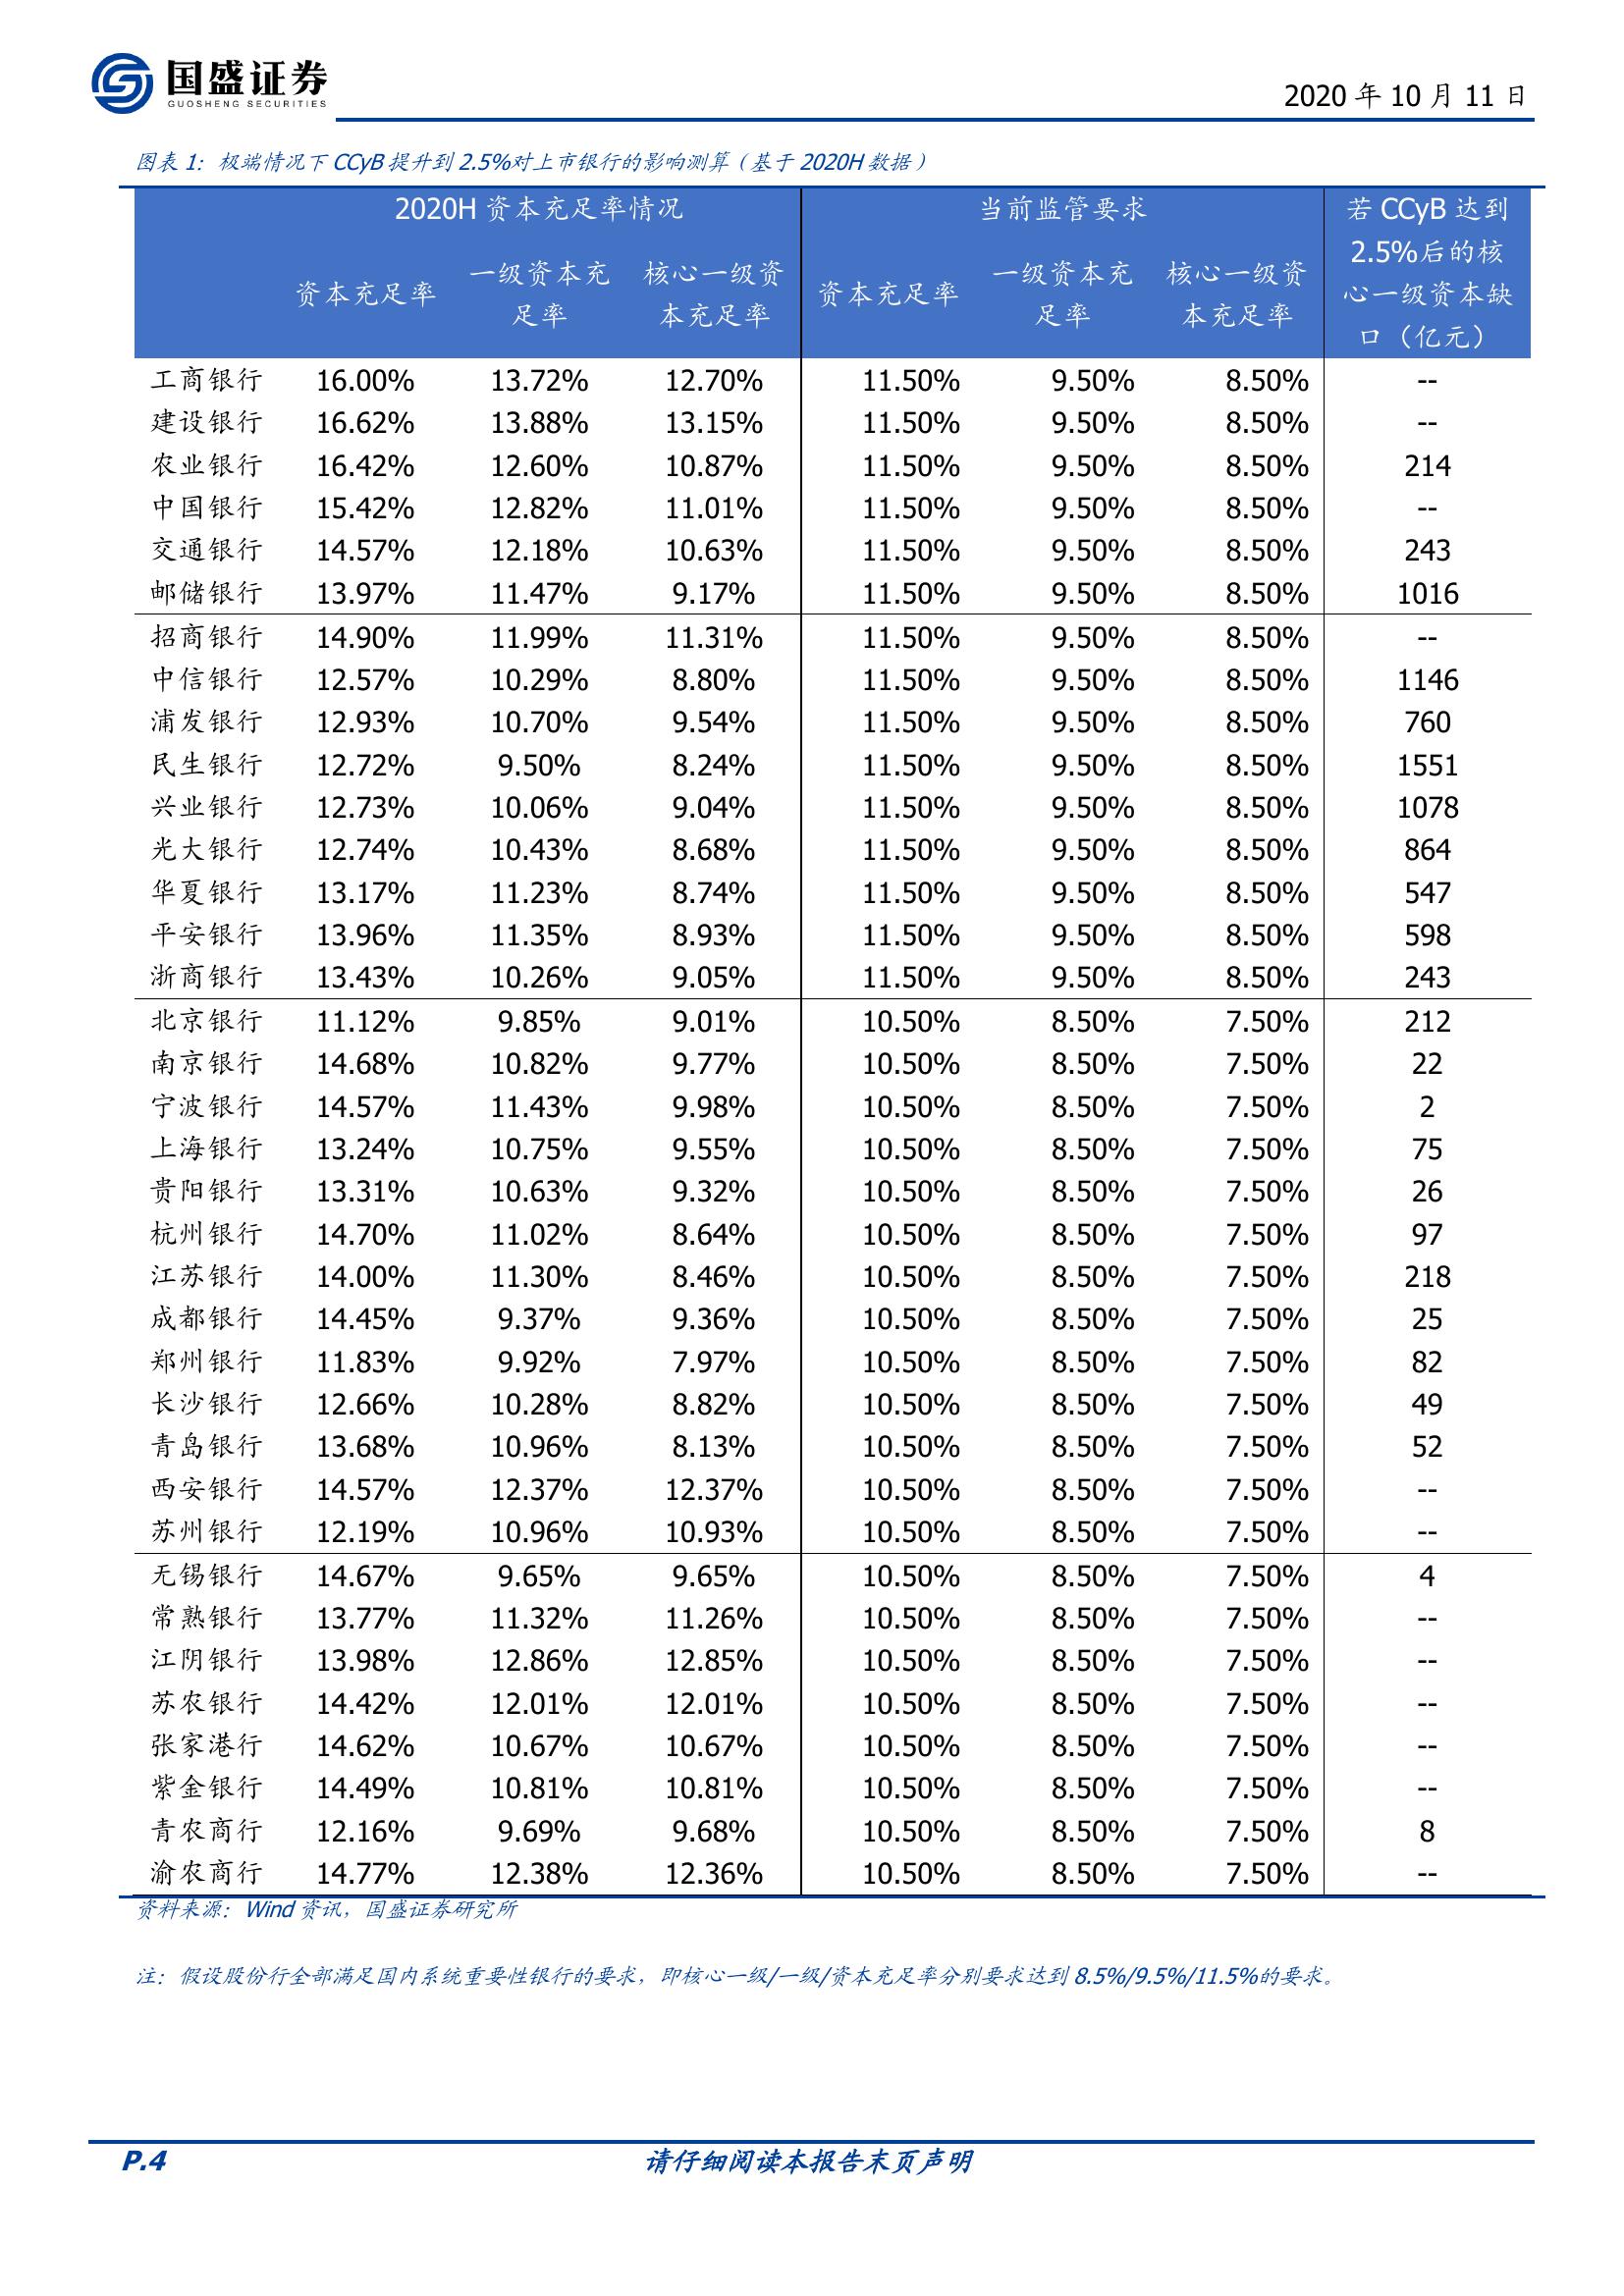 国盛证券
GUOSHENG SECURITIES
2020 年 10 月 11 日
图表 1：极端情况下 CCyB 提升到 2.5%对上市银行的影响测算（基于 2020H 数据）
2020H 资本充足率情况 当前监管要求 若 CCyB 达到
2.5%后的核
心一级资本缺
口（亿元）
资本充足率 一级资本充
足率 核心一级资
本充足率 资本充足率 一级资本充
足率 核心一级资
本充足率
工商银行 16.00% 13.72% 12.70% 11.50% 9.50% 8.50% --
建设银行 16.62% 13.88% 13.15% 11.50% 9.50% 8.50% --
农业银行 16.42% 12.60% 10.87% 11.50% 9.50% 8.50% 214
中国银行 15.42% 12.82% 11.01% 11.50% 9.50% 8.50% --
交通银行 14.57% 12.18% 10.63% 11.50% 9.50% 8.50% 243
邮储银行 13.97% 11.47% 9.17% 11.50% 9.50% 8.50% 1016
招商银行 14.90% 11.99% 11.31% 11.50% 9.50% 8.50% --
中信银行 12.57% 10.29% 8.80% 11.50% 9.50% 8.50% 1146
浦发银行 12.93% 10.70% 9.54% 11.50% 9.50% 8.50% 760
民生银行 12.72% 9.50% 8.24% 11.50% 9.50% 8.50% 1551
兴业银行 12.73% 10.06% 9.04% 11.50% 9.50% 8.50% 1078
光大银行 12.74% 10.43% 8.68% 11.50% 9.50% 8.50% 864
华夏银行 13.17% 11.23% 8.74% 11.50% 9.50% 8.50% 547
平安银行 13.96% 11.35% 8.93% 11.50% 9.50% 8.50% 598
浙商银行 13.43% 10.26% 9.05% 11.50% 9.50% 8.50% 243
北京银行 11.12% 9.85% 9.01% 10.50% 8.50% 7.50% 212
南京银行 14.68% 10.82% 9.77% 10.50% 8.50% 7.50% 22
宁波银行 14.57% 11.43% 9.98% 10.50% 8.50% 7.50% 2
上海银行 13.24% 10.75% 9.55% 10.50% 8.50% 7.50% 75
贵阳银行 13.31% 10.63% 9.32% 10.50% 8.50% 7.50% 26
杭州银行 14.70% 11.02% 8.64% 10.50% 8.50% 7.50% 97
江苏银行 14.00% 11.30% 8.46% 10.50% 8.50% 7.50% 218
成都银行 14.45% 9.37% 9.36% 10.50% 8.50% 7.50% 25
郑州银行 11.83% 9.92% 7.97% 10.50% 8.50% 7.50% 82
长沙银行 12.66% 10.28% 8.82% 10.50% 8.50% 7.50% 49
青岛银行 13.68% 10.96% 8.13% 10.50% 8.50% 7.50% 52
西安银行 14.57% 12.37% 12.37% 10.50% 8.50% 7.50% --
苏州银行 12.19% 10.96% 10.93% 10.50% 8.50% 7.50% --
无锡银行 14.67% 9.65% 9.65% 10.50% 8.50% 7.50% 4
常熟银行 13.77% 11.32% 11.26% 10.50% 8.50% 7.50% --
江阴银行 13.98% 12.86% 12.85% 10.50% 8.50% 7.50% --
苏农银行 14.42% 12.01% 12.01% 10.50% 8.50% 7.50% --
张家港行 14.62% 10.67% 10.67% 10.50% 8.50% 7.50% --
紫金银行 14.49% 10.81% 10.81% 10.50% 8.50% 7.50% --
青农商行 12.16% 9.69% 9.68% 10.50% 8.50% 7.50% 8
渝农商行 14.77% 12.38% 12.36% 10.50% 8.50% 7.50% --
资料来源：Wind 资讯，国盛证券研究所
注：假设股份行全部满足国内系统重要性银行的要求，即核心一级/一级/资本充足率分别要求达到 8.5%/9.5%/11.5%的要求。
P.4 请仔细阅读本报告末页声明